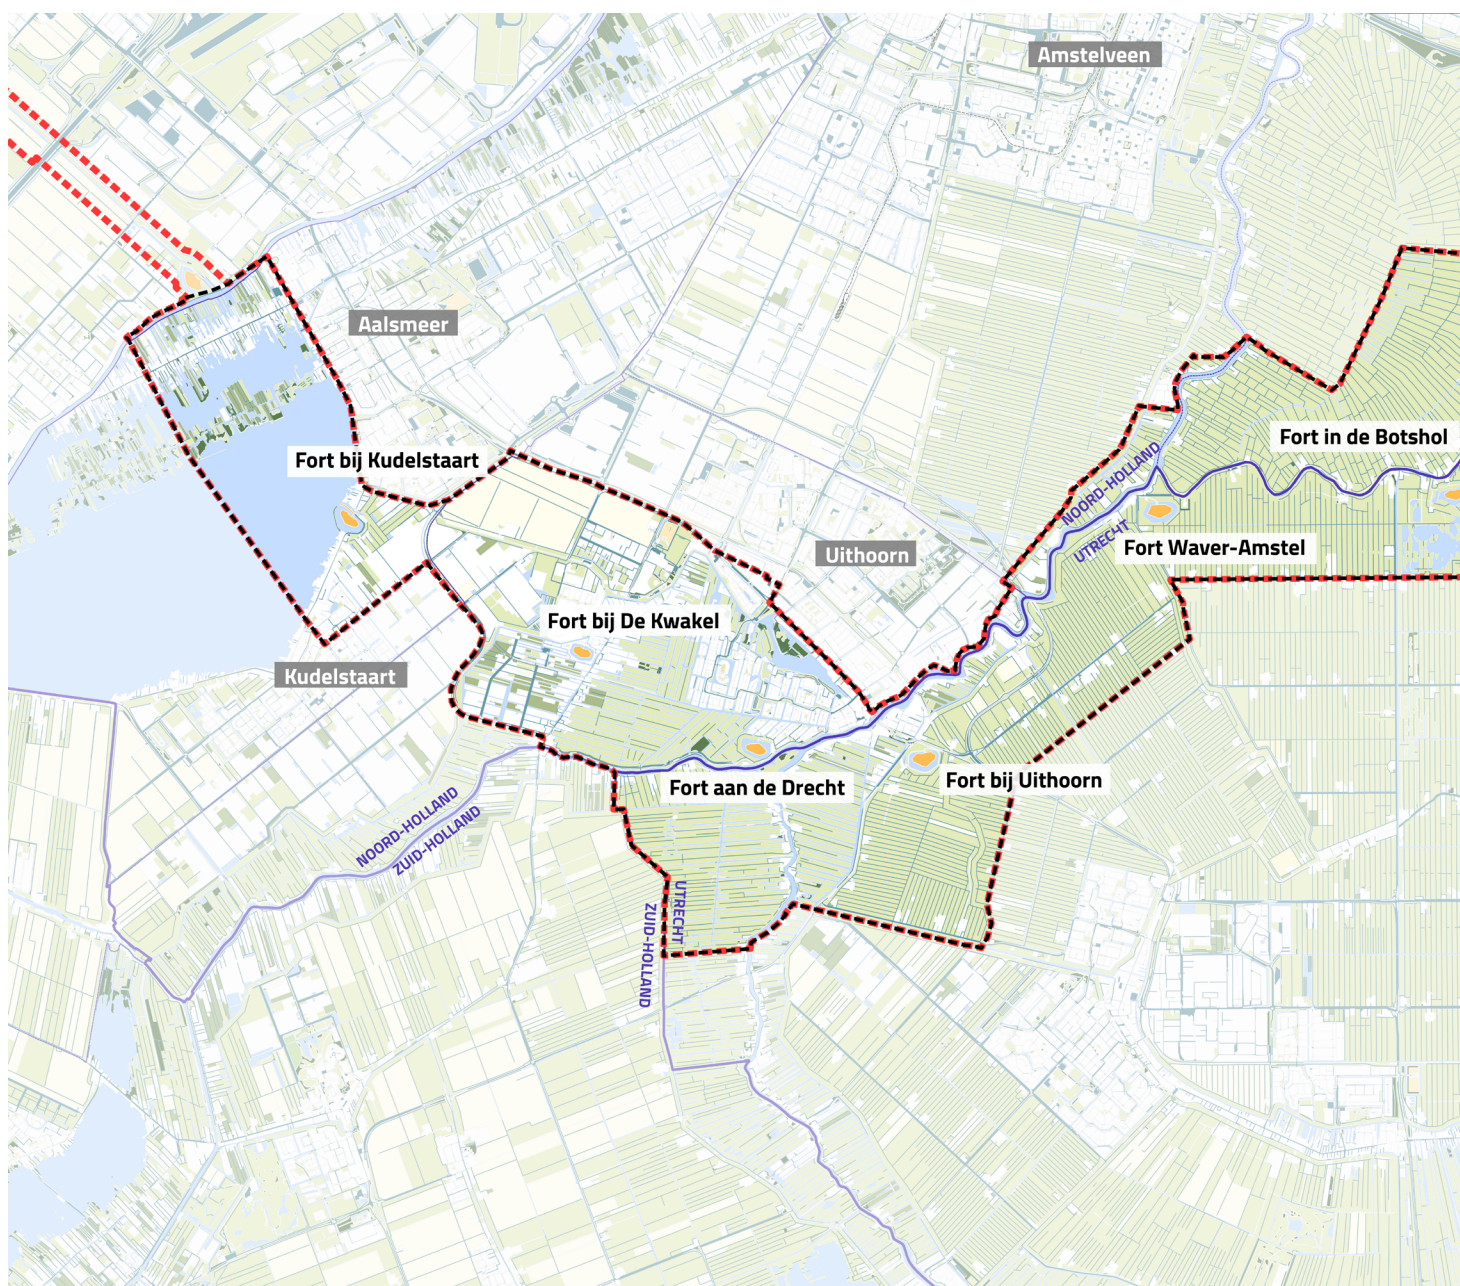 Amstelveen
Aalsmeer
Fort in de Botshol
Fort bij Kudelstaart
NOORD-HOLLAND
UTRECHT
Fort Waver-Amstel
Uithoorn
Fort bij De Kwakel
Kudelstaart
Fort aan de Drecht
Fort bij Uithoorn
NOORD-HOLLAND
ZUID-HOLLAND
UTRECHT
ZUID-HOLLAND